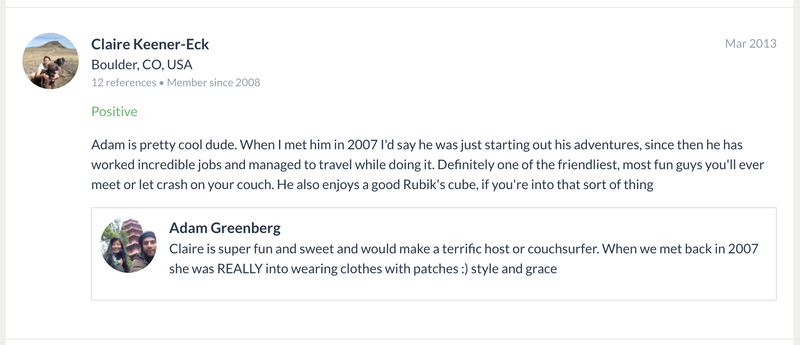 Claire Keener-Eck
Mar 2013
Boulder, CO, USA
12 references • Member since 2008
Positive
Adam is pretty cool dude. When I met him in 2007 I'd say he was just starting out his adventures, since then he has
worked incredible jobs and managed to travel while doing it. Definitely one of the friendliest, most fun guys you'll ever
meet or let crash on your couch. He also enjoys a good Rubik's cube, if you're into that sort of thing
Adam Greenberg
Claire is super fun and sweet and would make a terrific host or couchsurfer. When we met back in 2007
she was REALLY into wearing clothes with patches :) style and grace